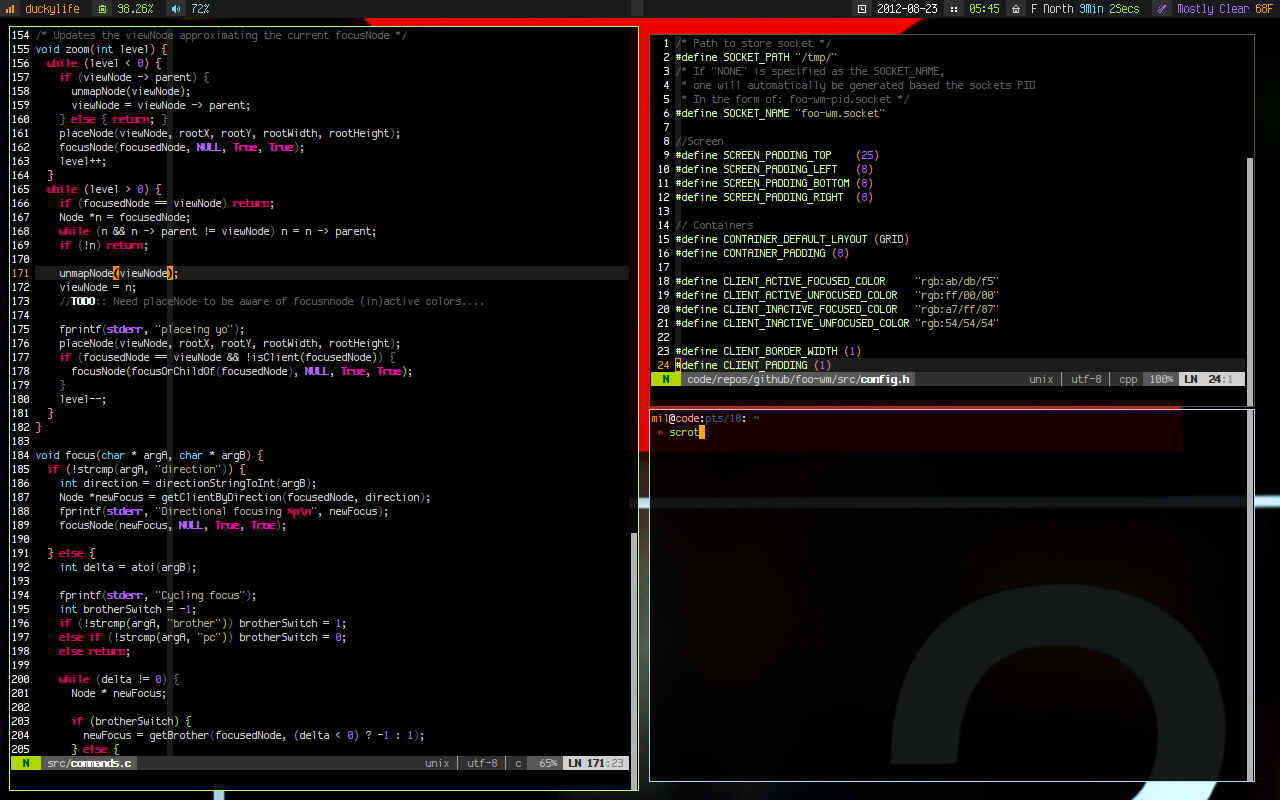 duckylife 98.26% 72% 2012-08-23 05:45 F North 9Min 29secs Mostly Clear 68F
154 /* Updates the viewNode approximating the current focusNode */
155 void zoom(int level) {
156   while (level < 0) {
157     if (viewNode -> parent) {
158       unmapNode(viewNode);
159       viewNode = viewNode -> parent;
160     } else { return; }
161     placeNode(viewNode, rootX, rootY, rootWidth, rootHeight);
162     focusNode(focusedNode, NULL, True, True);
163     level++;
164   }
165   while (level > 0) {
166     if (focusedNode == viewNode) return;
167     Node *n = focusedNode;
168     while (n && n -> parent != viewNode) n = n -> parent;
169     if (!n) return;
170
171     unmapNode(viewNode);
172     viewNode = n;
173     //TODO:: Need placeNode to be aware of focusnnode (in)active colors....
174
175     fprintf(stderr, "placeing yo");
176     placeNode(viewNode, rootX, rootY, rootWidth, rootHeight);
177     if (focusedNode == viewNode && !isClient(focusedNode)) {
178       focusNode(focusOrChildOf(focusedNode), NULL, True, True);
179     }
180     level--;
181   }
182 }
183
184 void focus(char * argA, char * argB) {
185   if (!strcmp(argA, "direction")) {
186     int direction = directionStringToInt(argB);
187     Node *newFocus = getClientByDirection(focusedNode, direction);
188     fprintf(stderr, "Directional focusing %p\n", newFocus);
189     focusNode(newFocus, NULL, True, True);
190
191   } else {
192     int delta = atoi(argB);
193
194     fprintf(stderr, "Cycling focus");
195     int brotherSwitch = -1;
196     if (!strcmp(argA, "brother")) brotherSwitch = 1;
197     else if (!strcmp(argA, "pc") brotherSwitch = 0;
198     else return;
199
200     while (delta != 0) {
201       Node * newFocus;
202
203       if (brotherSwitch) {
204         newFocus = getBrother(focusedNode, (delta < 0) ? -1 : 1);
205       } else {
N src/commands.c unix utf-8 c 65% LN 171:23
1 /* Path to store socket */
2 #define SOCKET_PATH "/tmp/"
3 /* If "NONE" is specified as the SOCKET_NAME,
4  * one will automatically be generated based the sockets PID
5  * In the form of: foo-wm-pid.socket */
6 #define SOCKET_NAME "foo-wm.socket"
7
8 //Screen
9 #define SCREEN_PADDING_TOP    (25)
10 #define SCREEN_PADDING_LEFT   (8)
11 #define SCREEN_PADDING_BOTTOM (8)
12 #define SCREEN_PADDING_RIGHT  (8)
13
14 // Containers
15 #define CONTAINER_DEFAULT_LAYOUT (GRID)
16 #define CONTAINER_PADDING (8)
17
18 #define CLIENT_ACTIVE_FOCUSED_COLOR     "rgb:ab/db/f5"
19 #define CLIENT_ACTIVE_UNFOCUSED_COLOR   "rgb:ff/00/00"
20 #define CLIENT_INACTIVE_FOCUSED_COLOR   "rgb:a7/ff/87"
21 #define CLIENT_INACTIVE_UNFOCUSED_COLOR "rgb:54/54/54"
22
23 #define CLIENT_BORDER_WIDTH (1)
24 #define CLIENT_PADDING (1)
N code/repos/github/foo-wm/src/config.h unix utf-8 cpp 100% LN 24:1
mil@code:pts/10: ~
» scrot